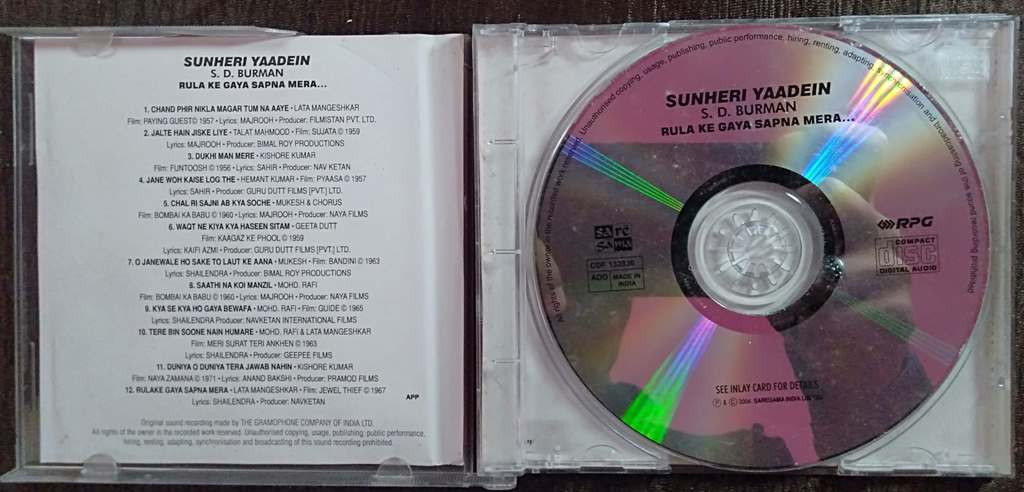 SUNHERI YAADEIN
S. D. BURMAN
RULA KE GAYA SAPNA MERA...
1. CHAND PHIR NIKLA MAGAR TUM NA AAYE • LATA MANGESHKAR
Film: PAYING GUEST© 1957 • Lyrics: MAJROOH • Producer: FILMISTAN PVT. LTD.
2. JALTE HAIN JISKE LIYE • TALAT MAHMOOD • Film: SUJATA © 1959
Lyrics: MAJROOH • Producer: BIMAL ROY PRODUCTIONS
3. DUKHI MAN MERE • KISHORE KUMAR
Film: FUNTOOSH © 1956 • Lyrics: SAHIR • Producer: NAV KETAN
4. JANE WOH KAISE LOG THE • HEMANT KUMAR • Film: PYAASA © 1957
Lyrics: SAHIR • Producer: GURU DUTT FILMS [PVT.] LTD.
5. CHAL RI SAJNI AB KYA SOCHE • MUKESH & CHORUS
Film: BOMBAI KA BABU © 1960 • Lyrics: MAJROOH • Producer: NAYA FILMS
6. WAQT NE KIYA KYA HASEEN SITAM • GEETA DUTT
Film: KAAGAZ KE PHOOL © 1959
Lyrics: KAIFI AZMI • Producer: GURU DUTT FILMS [PVT.] LTD.
7. O JANEWALE HO SAKE TO LAUT KE AANA • MUKESH • Film: BANDINI © 1963
Lyrics: SHAILENDRA • Producer: BIMAL ROY PRODUCTIONS
8. SAATHI NA KOI MANZIL • MOHD. RAFI
Film: BOMBAI KA BABU © 1960 • Lyrics: MAJROOH • Producer: NAYA FILMS
9. KYA SE KYA HO GAYA BEWAFA • MOHD. RAFI • Film: GUIDE © 1965
Lyrics: SHAILENDRA Producer: NAVKETAN INTERNATIONAL FILMS
10. TERE BIN SOONE NAIN HUMARE • MOHD. RAFI & LATA MANGESHKAR
Film: MERI SURAT TERI ANKHEN © 1963
Lyrics: SHAILENDRA • Producer: GEEPEE FILMS
11. DUNIYA O DUNIYA TERA JAWAB NAHIN • KISHORE KUMAR
Film: NAYA ZAMANA © 1971 • Lyrics: ANAND BAKSHI • Producer: PRAMOD FILMS
12. RULAKE GAYA SAPNA MERA • LATA MANGESHKAR • Film: JEWEL THIEF © 1967
Lyrics: SHAILENDRA • Producer: NAVKETAN
APP
Original sound recording made by THE GRAMOPHONE COMPANY OF INDIA LTD.
All rights of the owner in the recorded work reserved. Unauthorised copying, usage, publishing, public performance,
hiring, renting, adapting, synchronisation and broadcasting of this sound recording prohibited.
All rights of the owner in the recorded work reserved. Unauthorised copying, usage, publishing, public performance, hiring, renting, adapting, synchronisation and broadcasting of this sound recording prohibited
SUNHERI YAADEIN
S. D. BURMAN
RULA KE GAYA SAPNA MERA...
sa re
ga ma
CDF
ADD MADE IN INDIA
RPG
COMPACT
disc
DIGITAL AUDIO
SEE INLAY CARD FOR DETAILS
℗ & © 2004 SAREGAMA INDIA LIMITED